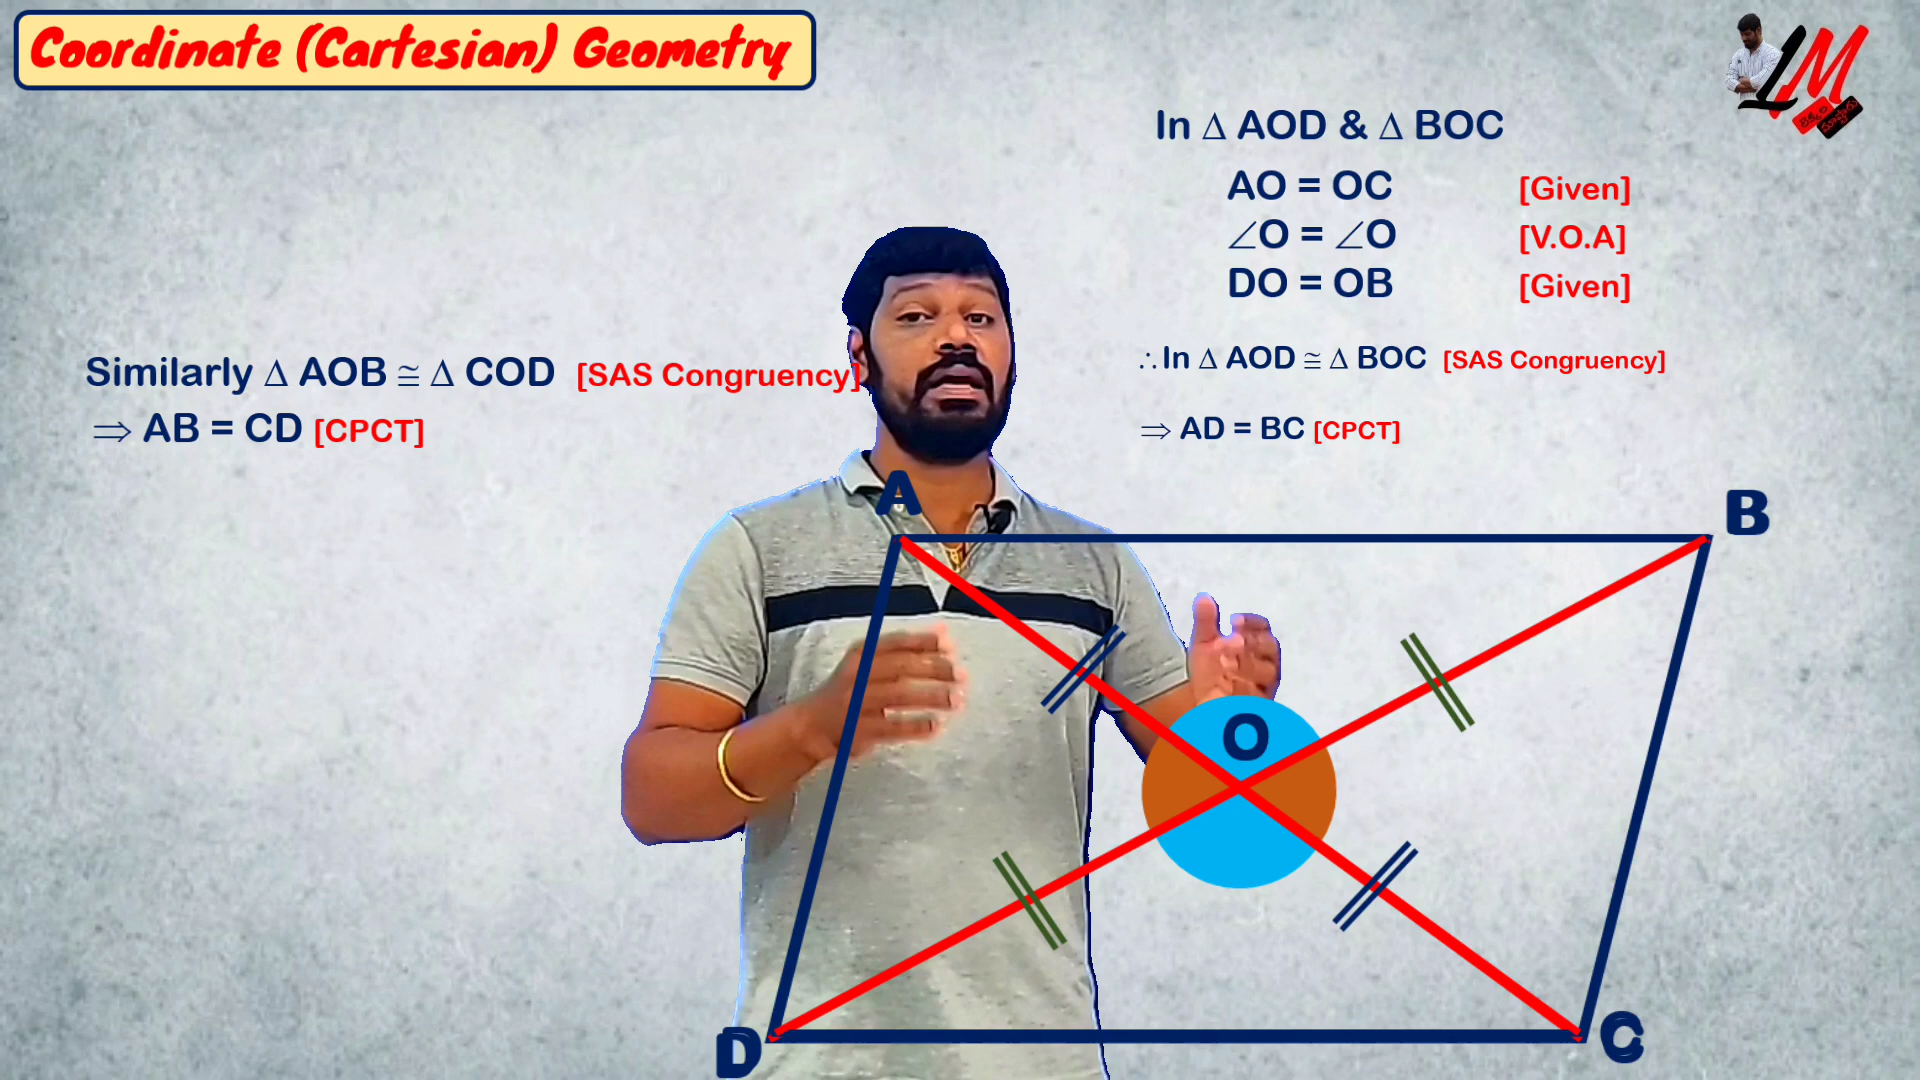 Coordinate (Cartesian) Geometry
LM
In Δ AOD & Δ BOC
AO = OC [Given]
∠O = ∠O [V.O.A]
DO = OB [Given]
∴ In Δ AOD ≅ Δ BOC [SAS Congruency]
⇒ AD = BC [CPCT]
Similarly Δ AOB ≅ Δ COD [SAS Congruency]
⇒ AB = CD [CPCT]
A
B
O
D
C